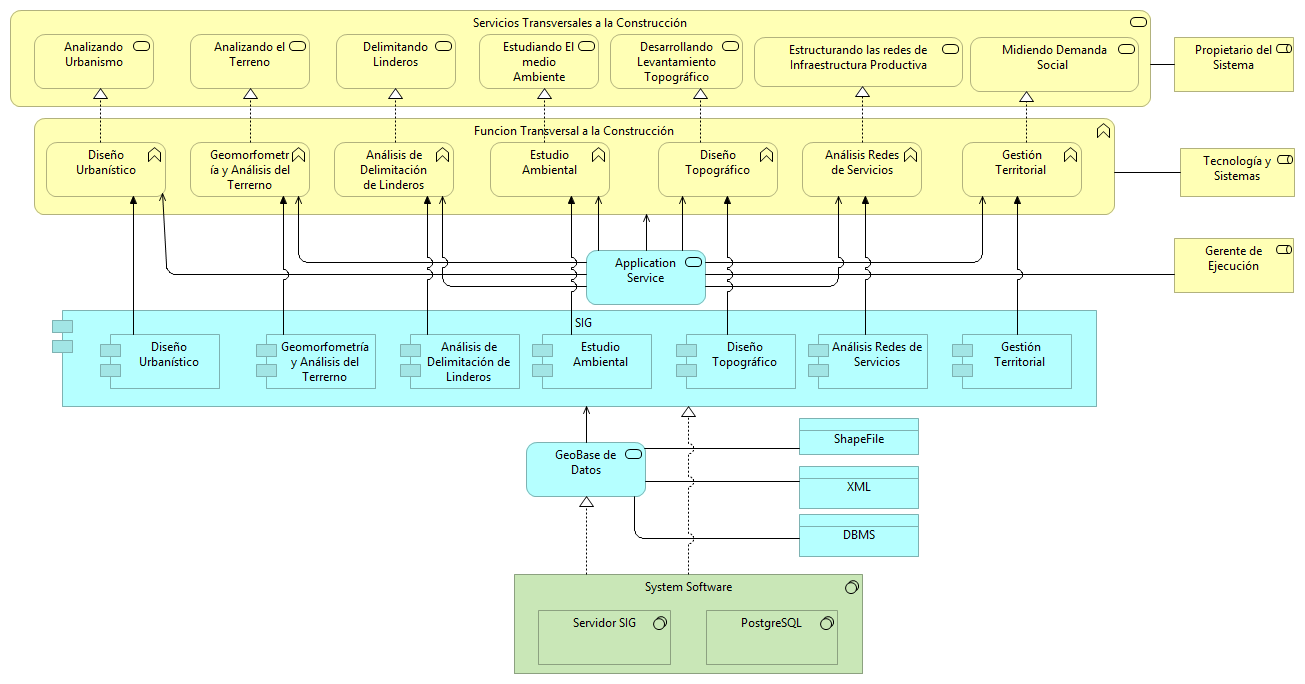 Servicios Transversales a la Construcción
Analizando
Urbanismo
Analizando el
Terreno
Delimitando
Linderos
Estudiando El
medio
Ambiente
Desarrollando
Levantamiento
Topográfico
Estructurando las redes de
Infraestructura Productiva
Midiendo Demanda
Social
Propietario del
Sistema
Funcion Transversal a la Construcción
Diseño
Urbanístico
Geomorfometr
ía y Análisis del
Terrerno
Análisis de
Delimitación
de Linderos
Estudio
Ambiental
Diseño
Topográfico
Análisis Redes
de Servicios
Gestión
Territorial
Tecnología y
Sistemas
Application
Service
Gerente de
Ejecución
SIG
Diseño
Urbanístico
Geomorfometría
y Análisis del
Terrerno
Análisis de
Delimitación de
Linderos
Estudio
Ambiental
Diseño
Topográfico
Análisis Redes de
Servicios
Gestión
Territorial
GeoBase de
Datos
ShapeFile
XML
DBMS
System Software
Servidor SIG
PostgreSQL